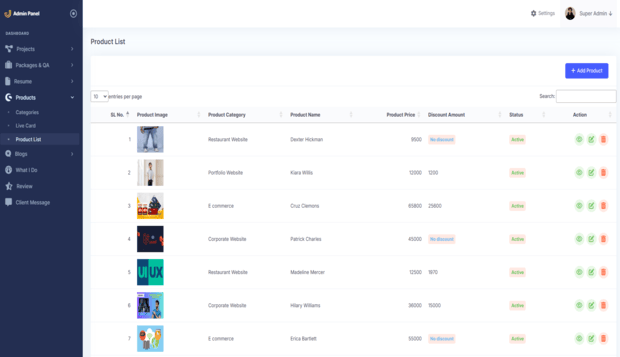 Admin Panel
Settings
Super Admin
DASHBOARD
Projects
Packages & QA
Resume
Products
Categories
Live Card
Product List
Blogs
What I Do
Review
Client Message
Product List
+ Add Product
10 entries per page
Search:
SL No. Product Image Product Category Product Name Product Price Discount Amount Status Action
1 Restaurant Website Dexter Hickman 9500 No discount Active
2 Portfolio Website Kiara Willis 12000 1200 Active
3 E commerce Cruz Clemons 65800 25600 Active
4 Corporate Website Patrick Charles 45000 No discount Active
5 UI UX Restaurant Website Madeline Mercer 12500 1970 Active
6 Corporate Website Hilary Williams 36000 15000 Active
7 E commerce Erica Bartlett 55000 No discount Active